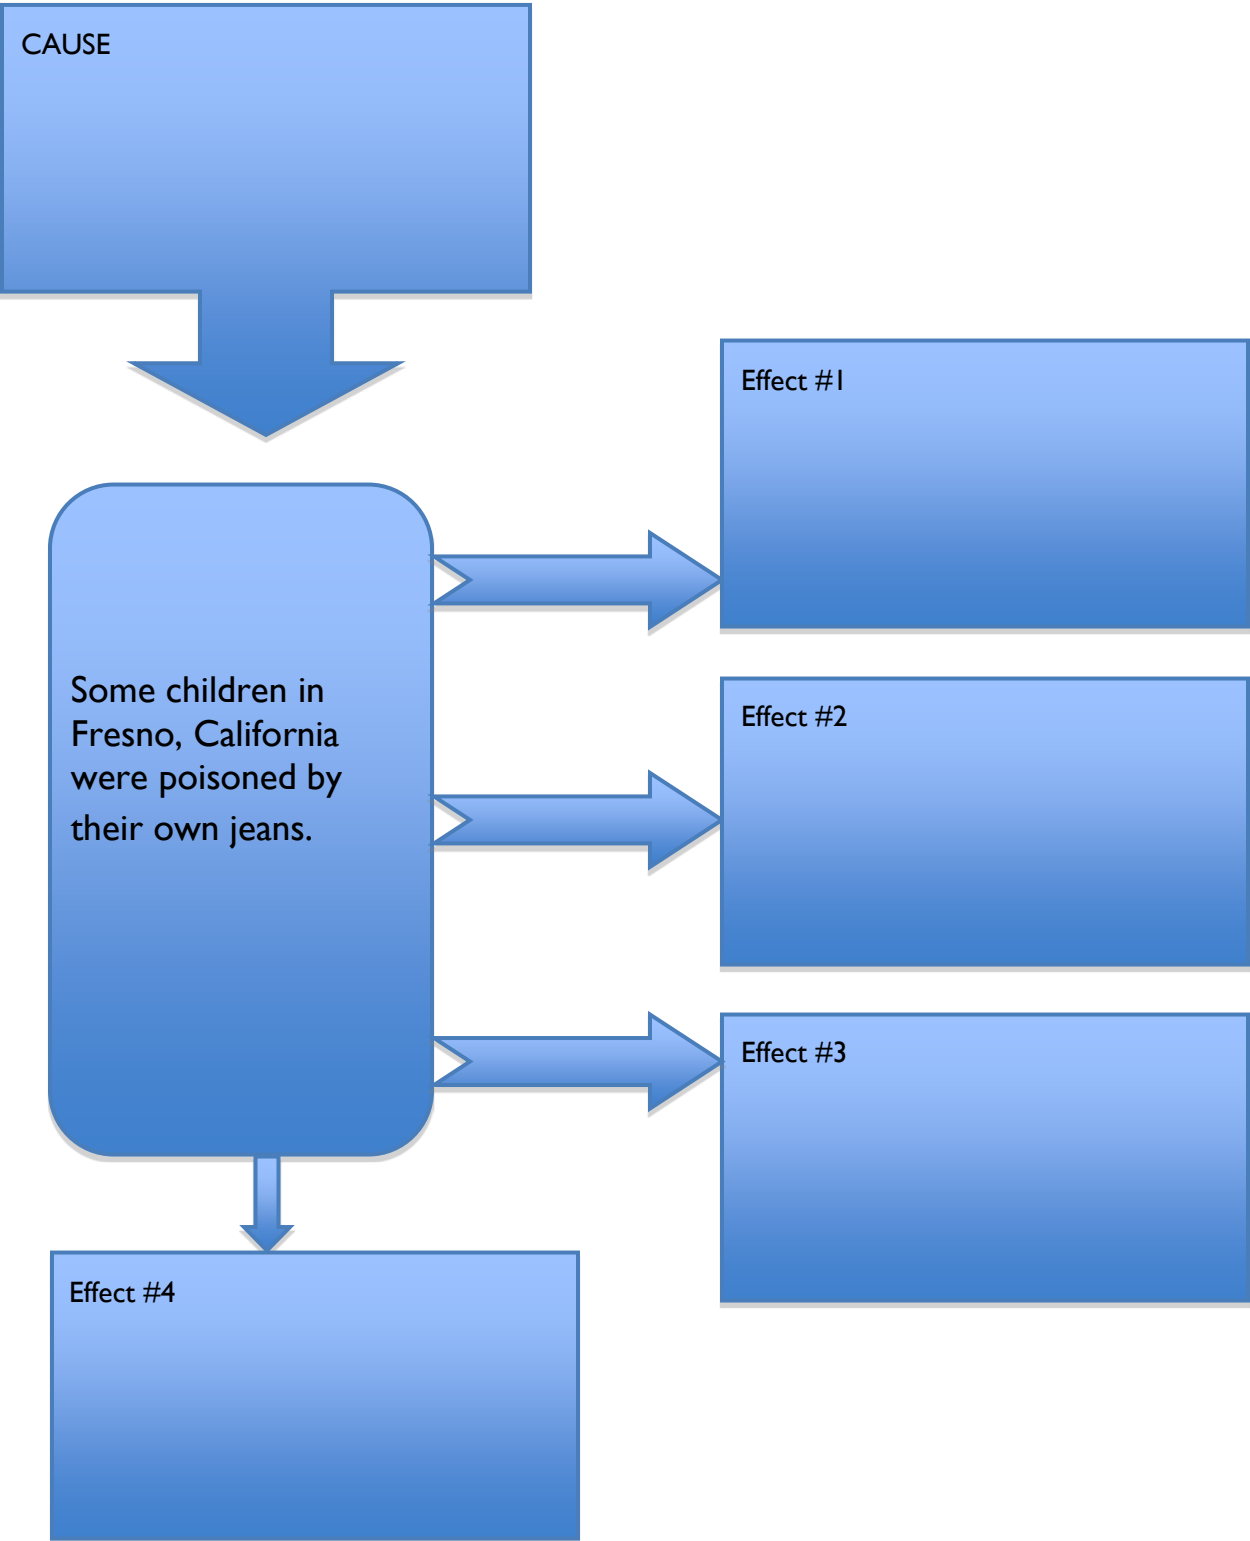 CAUSE
Effect #1
Some children in
Fresno, California
were poisoned by
their own jeans.
Effect #2
Effect #3
Effect #4